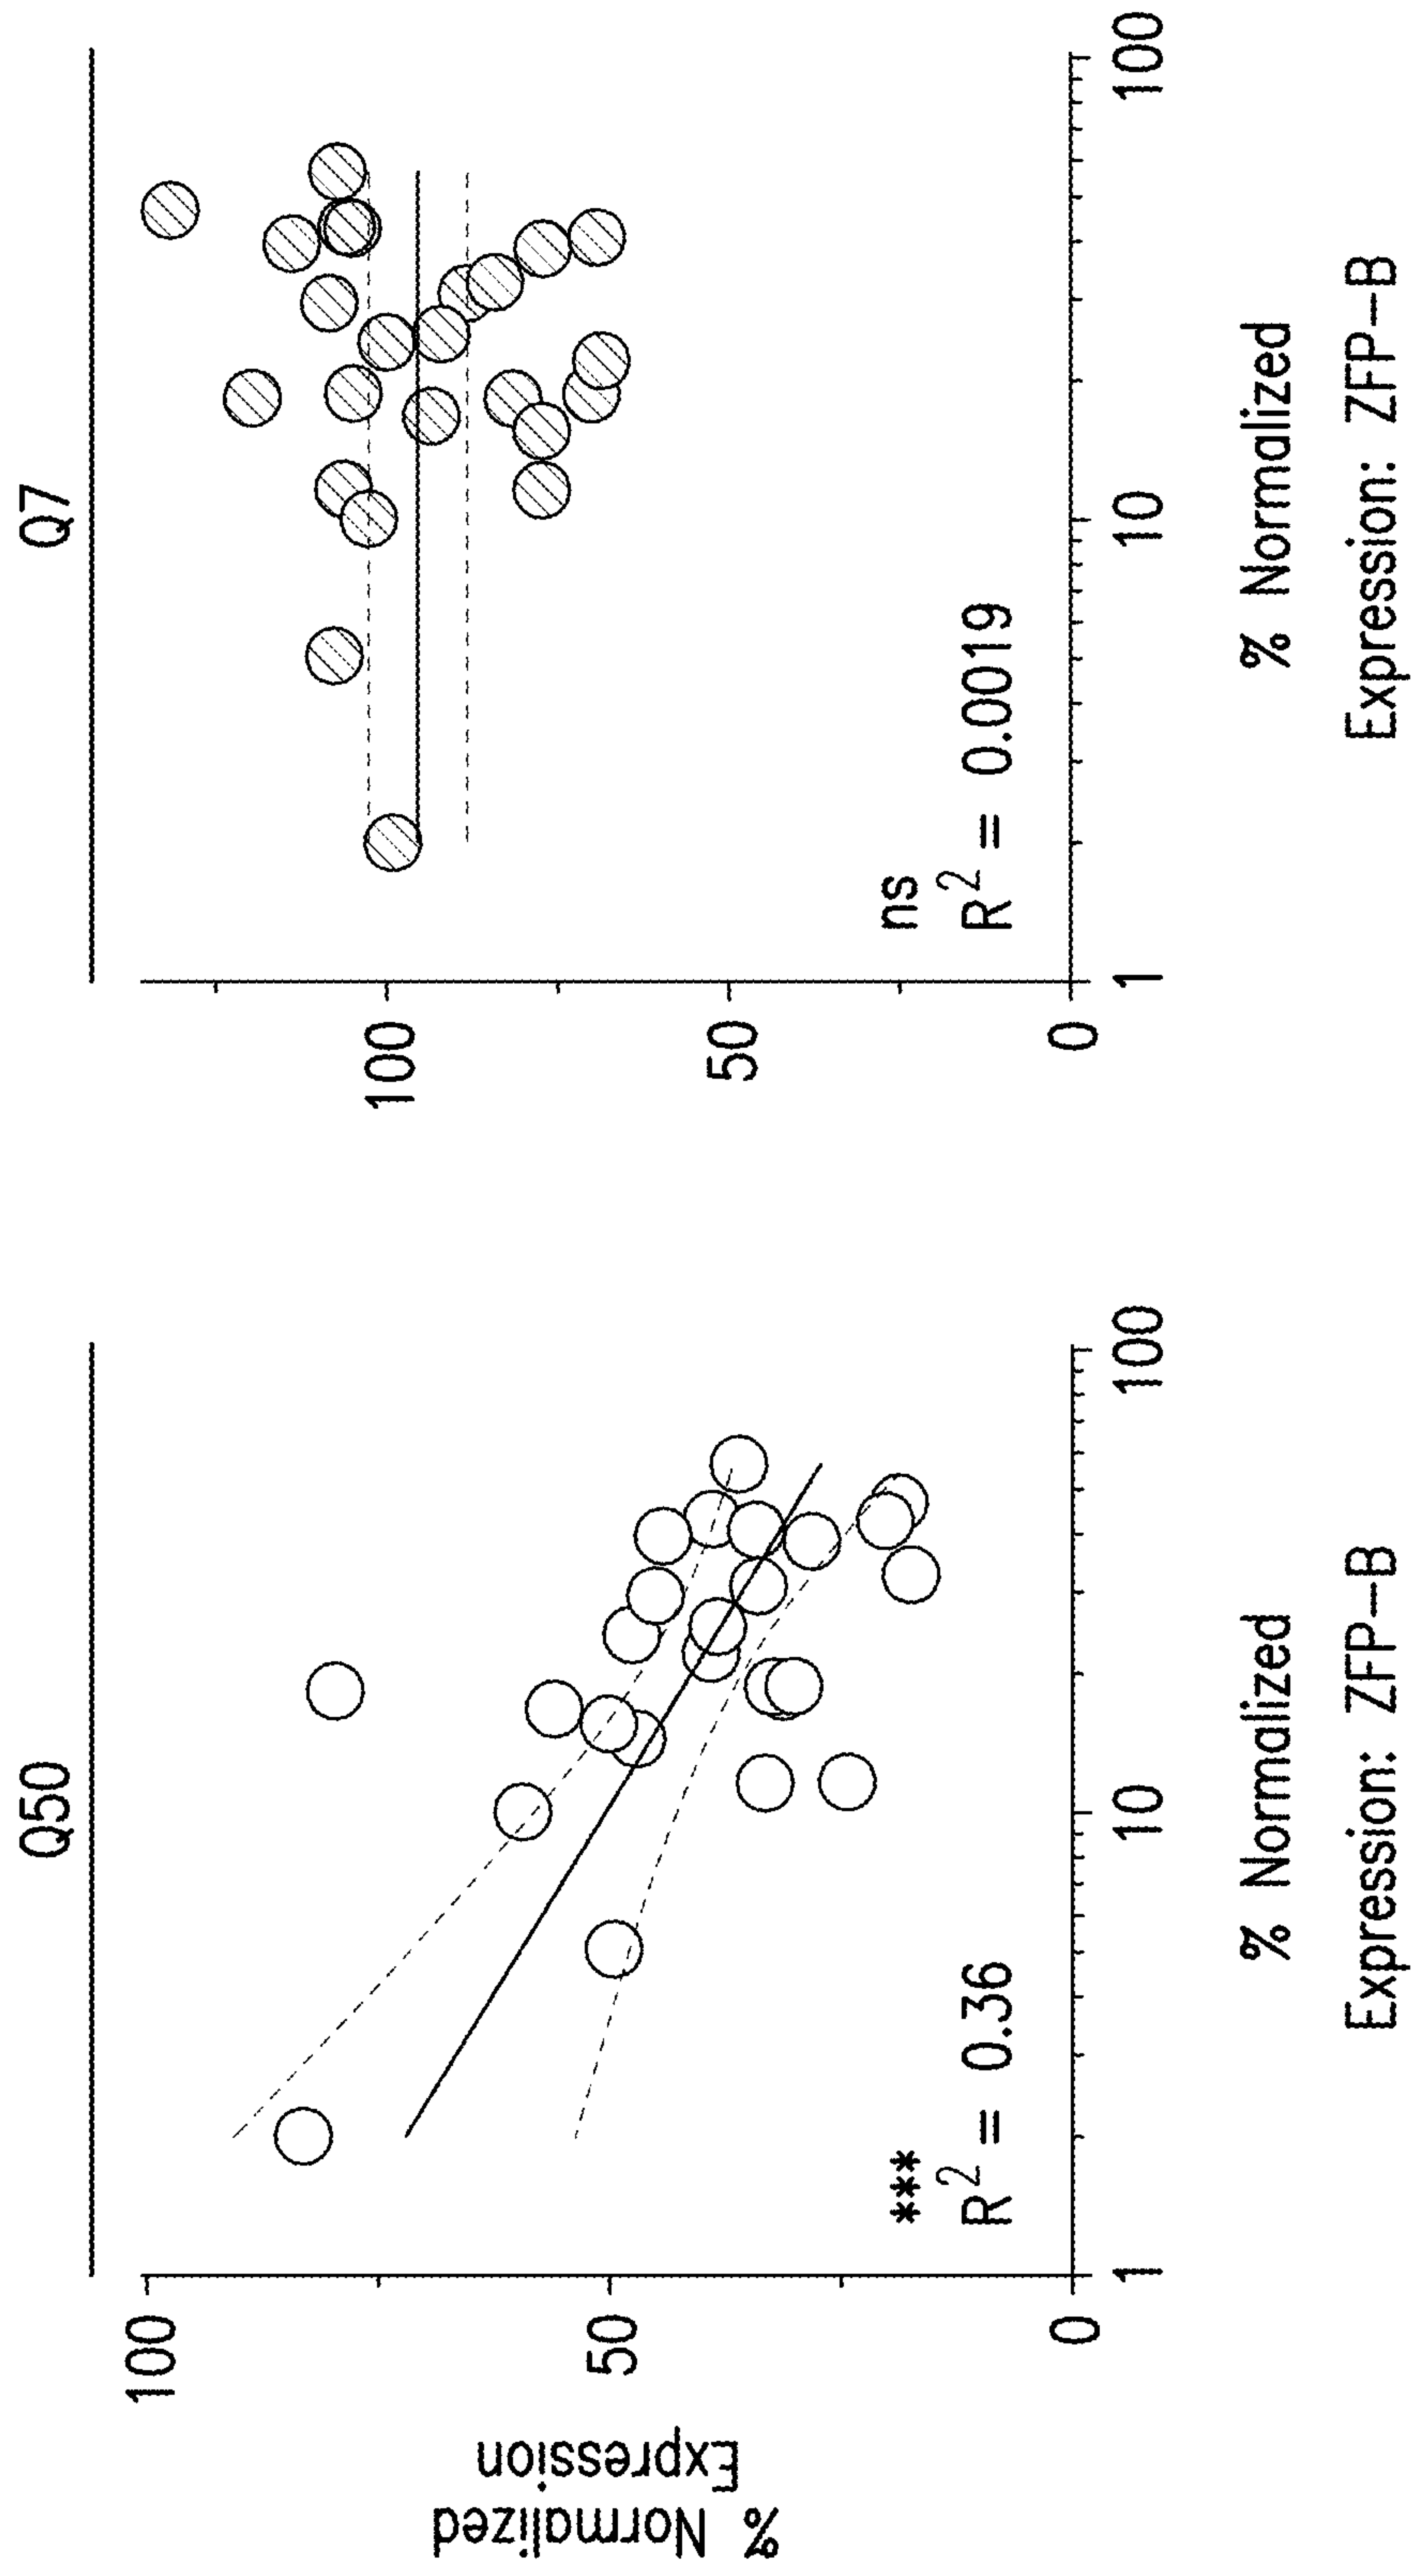 Q50
% Normalized
Expression
100
50
0
***
R² = 0.36
1
10
100
% Normalized
Expression: ZFP-B
Q7
100
50
0
ns
R² = 0.0019
1
10
100
% Normalized
Expression: ZFP-B